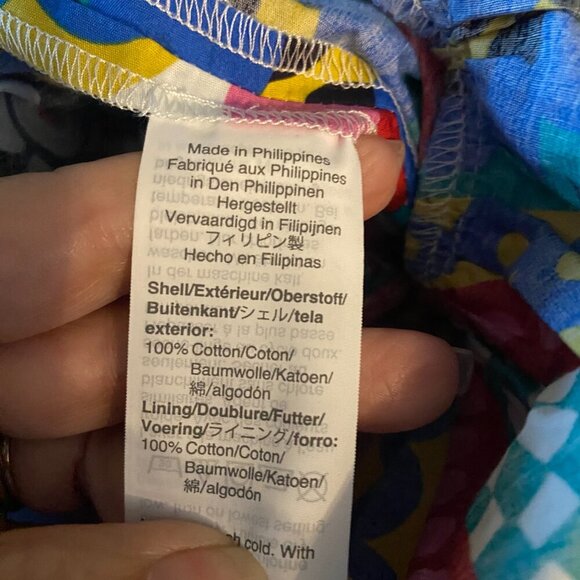 Made in Philippines
Fabriqué aux Philippines
in Den Philippinen
Hergestellt
Vervaardigd in Filipijnen
フィリピン製
Hecho en Filipinas
Shell/Extérieur/Oberstoff/
Buitenkant/シェル/tela
exterior:
100% Cotton/Coton/
Baumwolle/Katoen/
綿/algodón
Lining/Doublure/Futter/
Voering/ライニング/forro:
100% Cotton/Coton/
Baumwolle/Katoen/
綿/algodón
cold. With